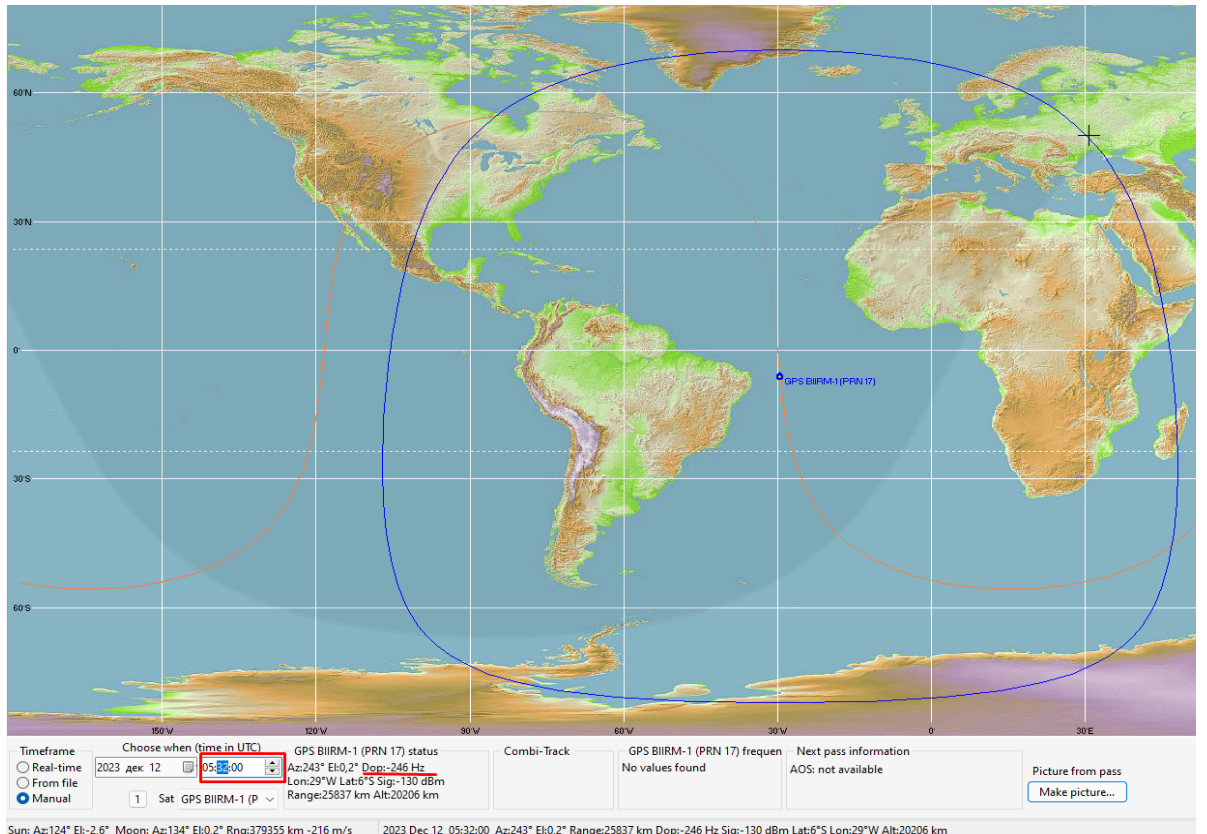 60°N
30°N
0°
GPS BIIRM-1(PRN 17)
30°S
60°S
150°W 120°W 90°W 60°W 30°W 0° 30°E
Timeframe
Real-time
From file
Manual
Choose when (time in UTC)
2023 дек 12 05:32:00
1 Sat GPS BIIRM-1 (P
GPS BIIRM-1 (PRN 17) status
Az:243° El:0,2° Dop:-246 Hz
Lon:29°W Lat:6°S Sig:-130 dBm
Range:25837 km Alt:20206 km
Combi-Track
GPS BIIRM-1 (PRN 17) frequen
No values found
Next pass information
AOS: not available
Picture from pass
Make picture...
Sun: Az:124° El:-2.6° Moon: Az:134° El:0.2° Rng:379355 km -216 m/s 2023 Dec 12 05:32:00 Az:243° El:0.2° Range:25837 km Dop:-246 Hz Sig:-130 dBm Lat:6°S Lon:29°W Alt:20206 km